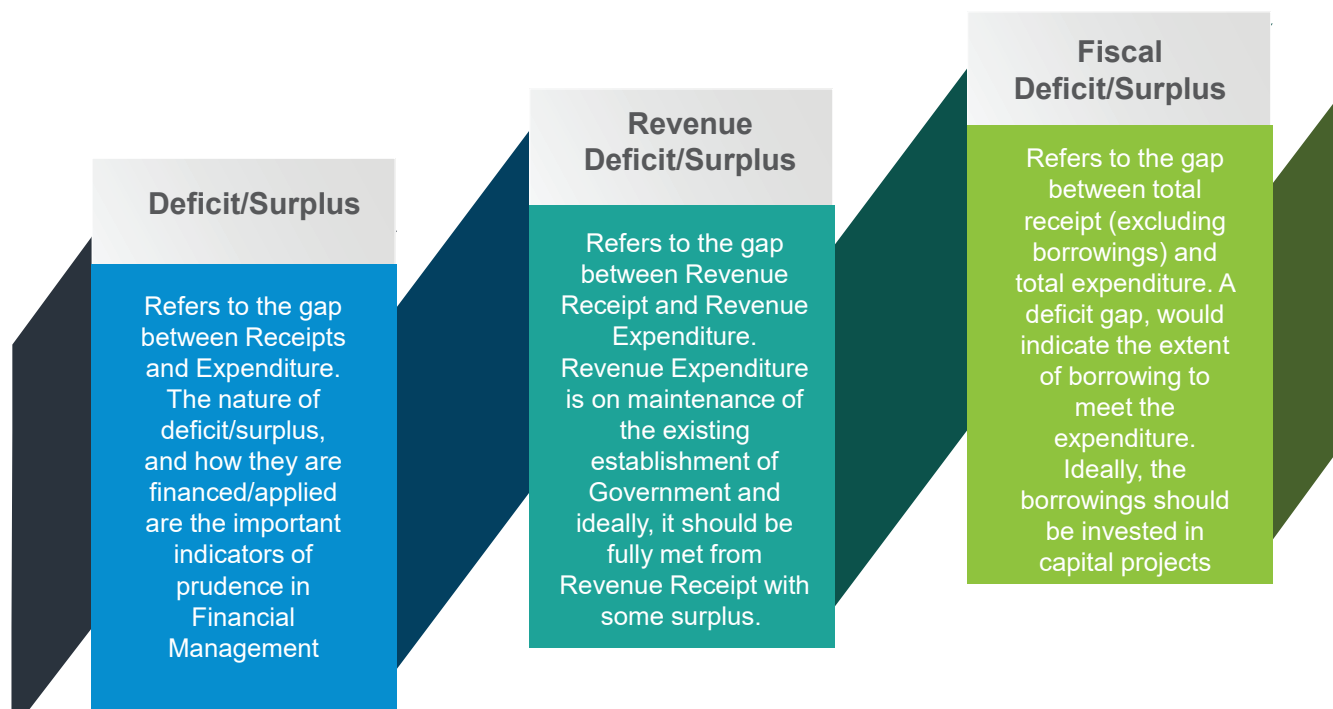 Deficit/Surplus
Refers to the gap
between Receipts
and Expenditure.
The nature of
deficit/surplus,
and how they are
financed/applied
are the important
indicators of
prudence in
Financial
Management
Revenue
Deficit/Surplus
Refers to the gap
between Revenue
Receipt and Revenue
Expenditure.
Revenue Expenditure
is on maintenance of
the existing
establishment of
Government and
ideally, it should be
fully met from
Revenue Receipt with
some surplus.
Fiscal
Deficit/Surplus
Refers to the gap
between total
receipt (excluding
borrowings) and
total expenditure. A
deficit gap, would
indicate the extent
of borrowing to
meet the
expenditure.
Ideally, the
borrowings should
be invested in
capital projects